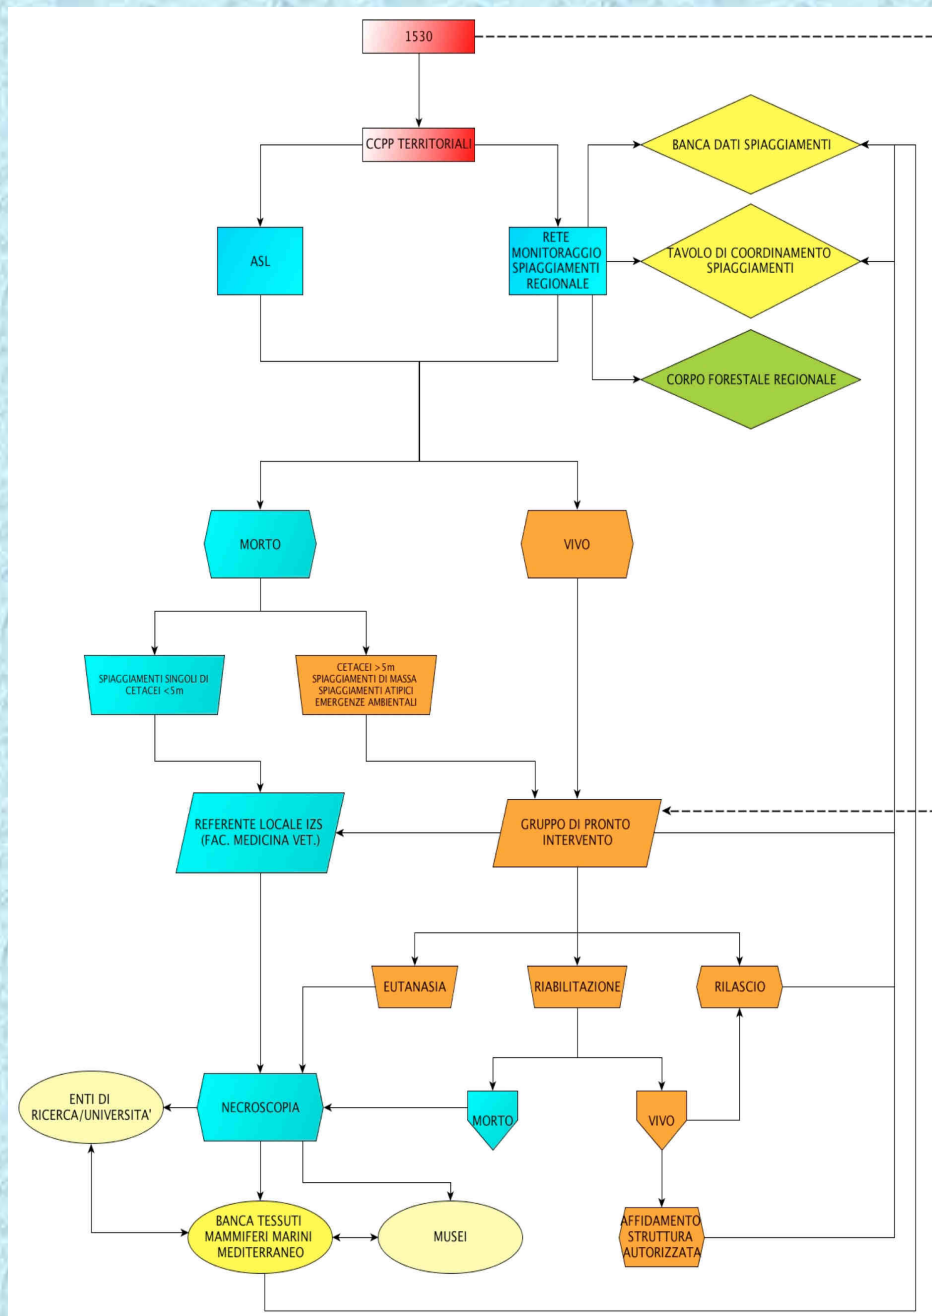 1530
CCPP TERRITORIALI
ASL
RETE
MONITORAGGIO
SPIAGGIAMENTI
REGIONALE
BANCA DATI SPIAGGIAMENTI
TAVOLO DI COORDINAMENTO
SPIAGGIAMENTI
CORPO FORESTALE REGIONALE
MORTO
VIVO
SPIAGGIAMENTI SINGOLI DI
CETACEI <5m
CETACEI >5m
SPIAGGIAMENTI DI MASSA
SPIAGGIAMENTI ATIPICI
EMERGENZE AMBIENTALI
REFERENTE LOCALE IZS
(FAC. MEDICINA VET.)
GRUPPO DI PRONTO
INTERVENTO
EUTANASIA
RIABILITAZIONE
RILASCIO
ENTI DI
RICERCA/UNIVERSITA'
NECROSCOPIA
MORTO
VIVO
BANCA TESSUTI
MAMMIFERI MARINI
MEDITERRANEO
MUSEI
AFFIDAMENTO
STRUTTURA
AUTORIZZATA